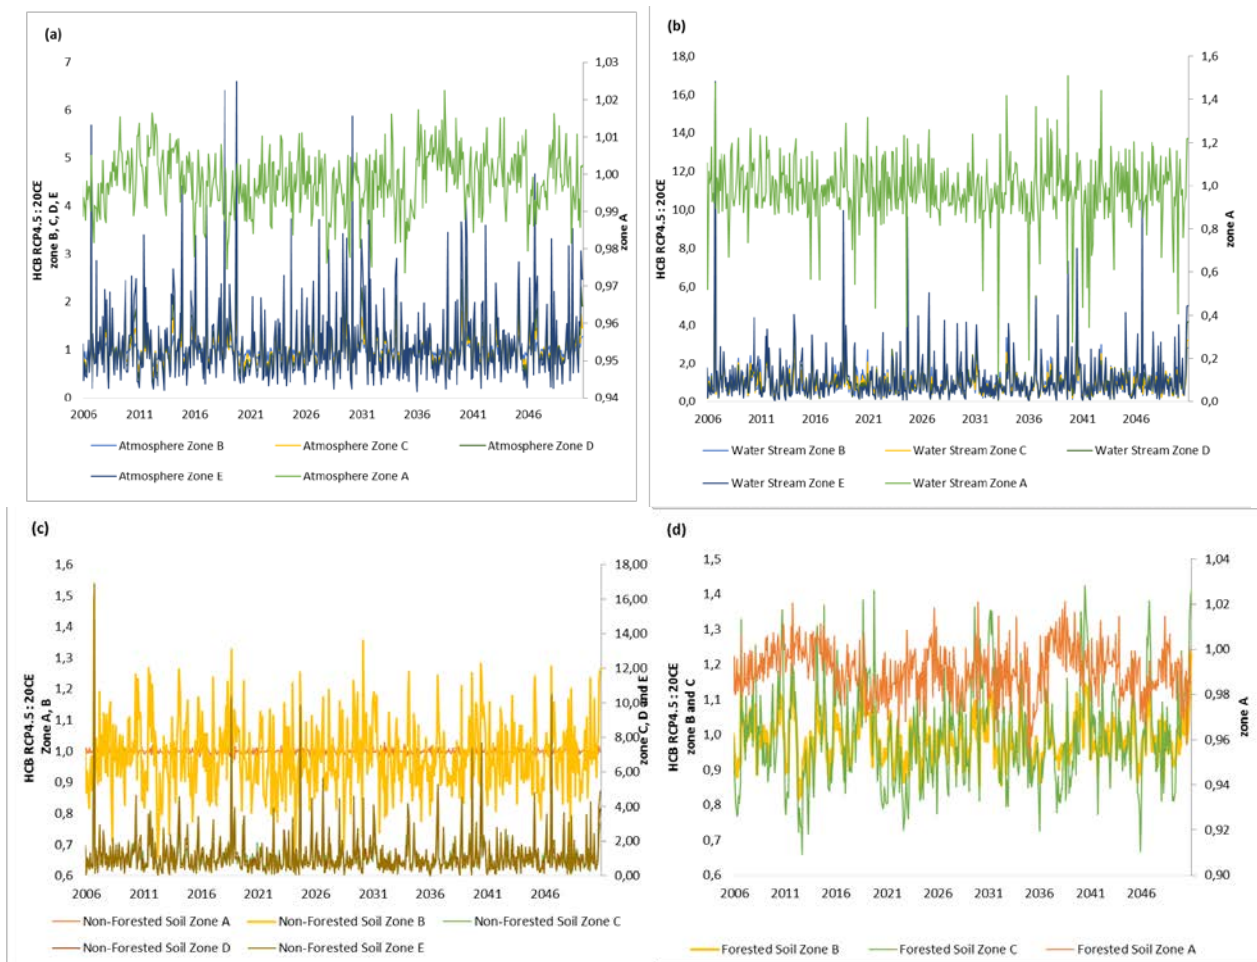 (a)
7
6
5
4
3
2
1
0
HCB RCP4.5 : 20CE
zone B, C, D, E
1,03
1,02
1,01
1,00
0,99
0,98
0,97
0,96
0,95
0,94
zone A
2006 2011 2016 2021 2026 2031 2036 2041 2046
Atmosphere Zone B Atmosphere Zone C Atmosphere Zone D
Atmosphere Zone E Atmosphere Zone A
(b)
18,0
16,0
14,0
12,0
10,0
8,0
6,0
4,0
2,0
0,0
HCB RCP4.5 : 20CE
zone B, C, D, E
1,6
1,4
1,2
1,0
0,8
0,6
0,4
0,2
0,0
zone A
2006 2011 2016 2021 2026 2031 2036 2041 2046
Water Stream Zone B Water Stream Zone C Water Stream Zone D
Water Stream Zone E Water Stream Zone A
(c)
1,6
1,5
1,4
1,3
1,2
1,1
1,0
0,9
0,8
0,7
0,6
HCB RCP4.5 : 20CE
Zone A, B
18,00
16,00
14,00
12,00
10,00
8,00
6,00
4,00
2,00
0,00
zone C, D and E
2006 2011 2016 2021 2026 2031 2036 2041 2046
Non-Forested Soil Zone A Non-Forested Soil Zone B Non-Forested Soil Zone C
Non-Forested Soil Zone D Non-Forested Soil Zone E
(d)
1,5
1,4
1,3
1,2
1,1
1,0
0,9
0,8
0,7
0,6
HCB RCP4.5 : 20CE
zone B and C
1,04
1,02
1,00
0,98
0,96
0,94
0,92
0,90
zone A
2006 2011 2016 2021 2026 2031 2036 2041 2046
Forested Soil Zone B Forested Soil Zone C Forested Soil Zone A